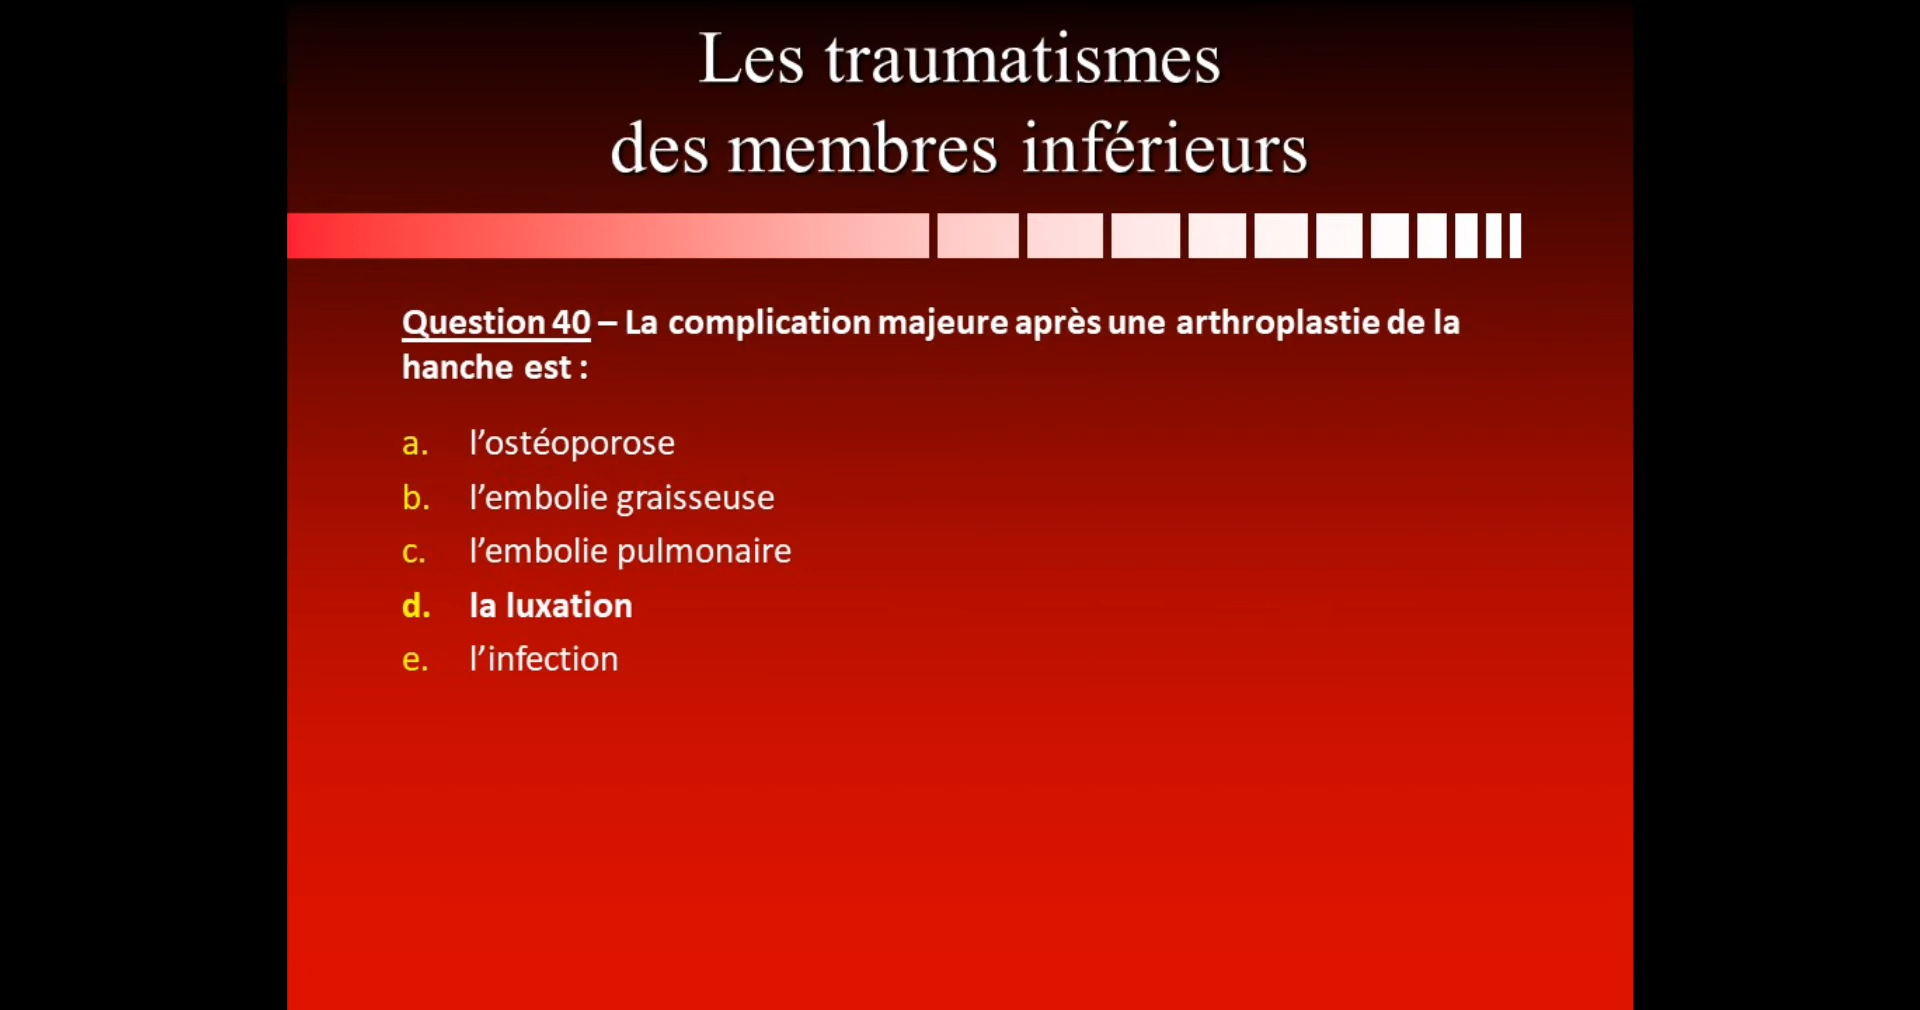 Les traumatismes
des membres inférieurs
Question 40 – La complication majeure après une arthroplastie de la
hanche est :
a. l’ostéoporose
b. l’embolie graisseuse
c. l’embolie pulmonaire
d. la luxation
e. l’infection